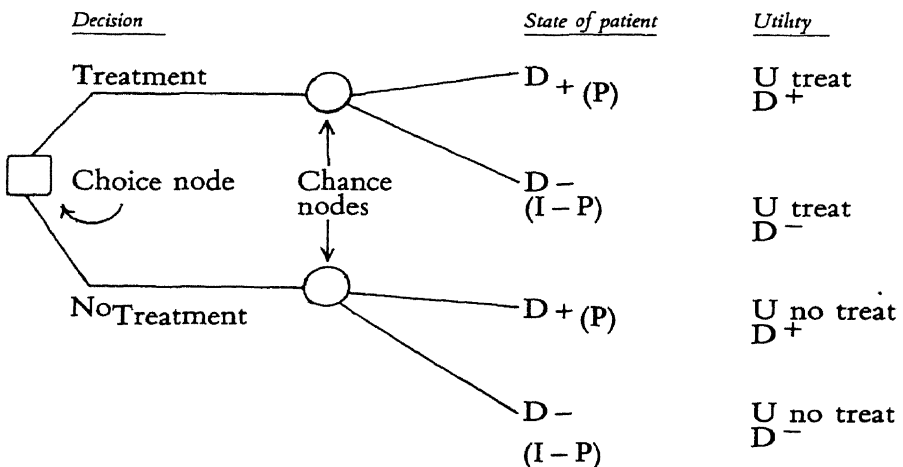 Decision State of patient Utility
Treatment D + (P) U treat
D +
Choice node Chance nodes D – (I – P) U treat
D –
No Treatment D + (P) U no treat
D +
D – (I – P) U no treat
D –